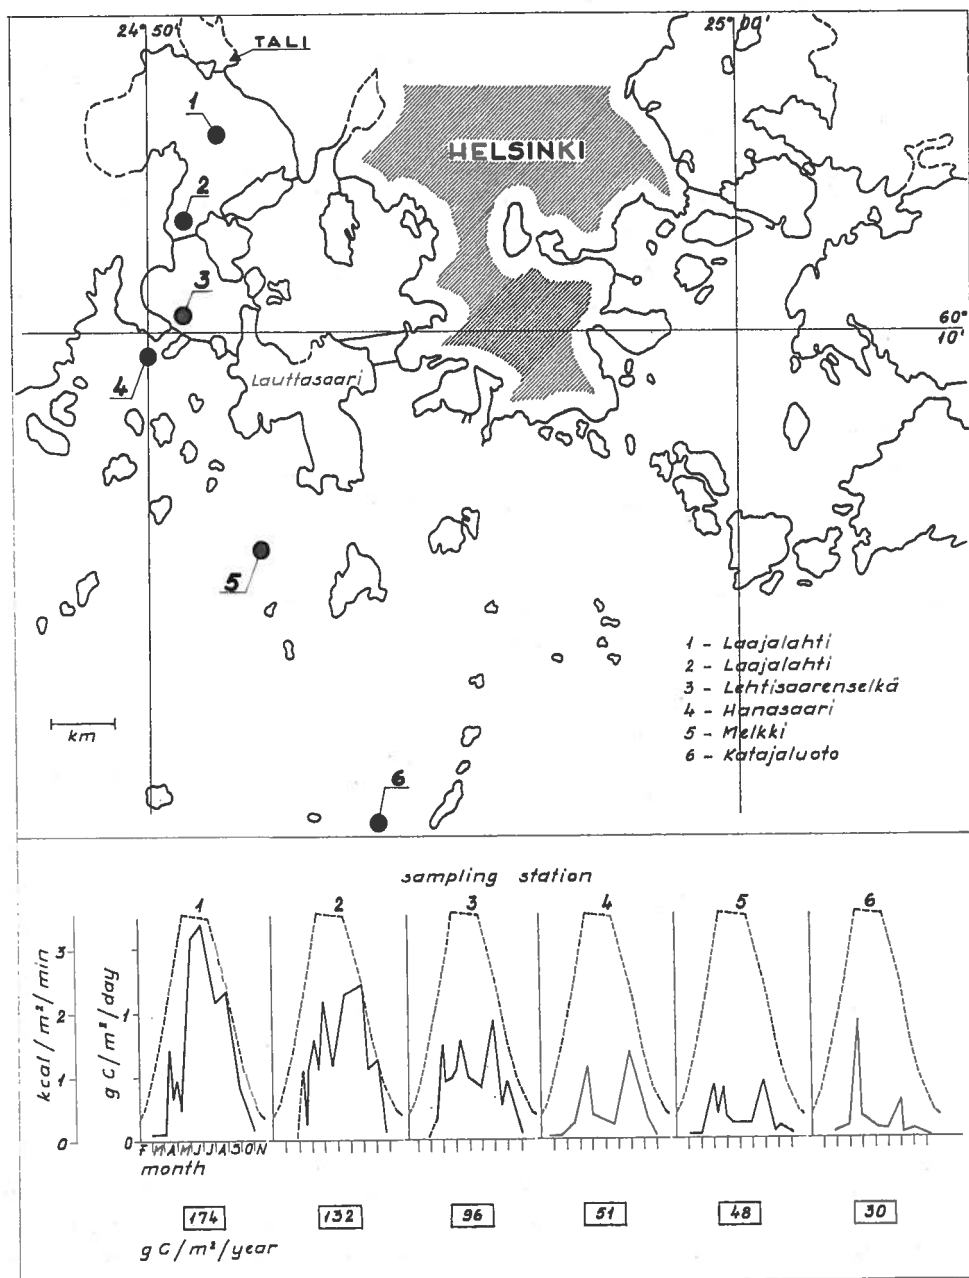 24° 50'
25° 00'
TALI
1
HELSINKI
2
3
60°
10'
4
Lauttasaari
5
1 - Laajalahti
2 - Laajalahti
3 - Lehtisaarenselkä
4 - Hanasaari
5 - Melkki
6 - Katajaluoto
km
6
sampling station
1 2 3 4 5 6
kcal/m²/min
3
2
1
0
g C/m²/day
1
0
F M A M J J A S O N
month
174 132 96 51 48 30
g C/m²/year